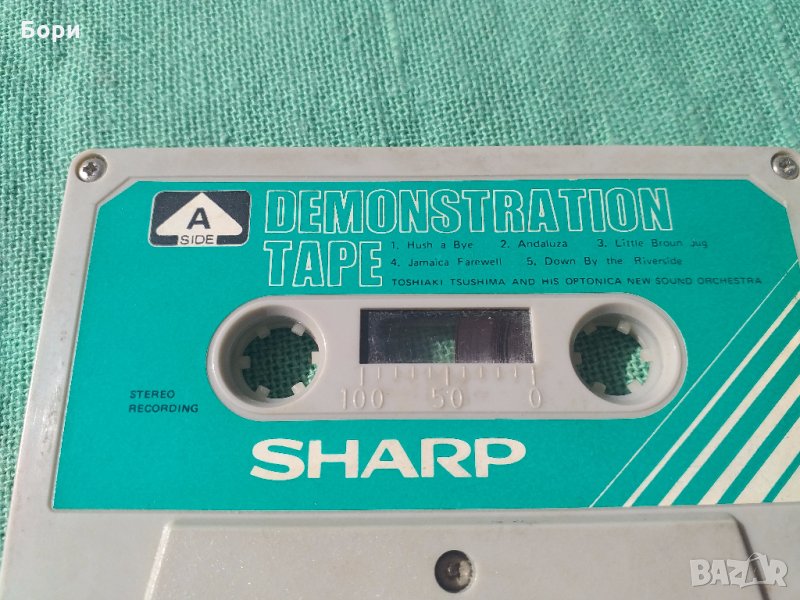 Бори
A
SIDE
DEMONSTRATION
TAPE
1. Hush a Bye 2. Andaluza 3. Little Broun Jug
4. Jamaica Farewell 5. Down By the Riverside
TOSHIAKI TSUSHIMA AND HIS OPTONICA NEW SOUND ORCHESTRA
STEREO
RECORDING
100 50 0
SHARP
BAZAR